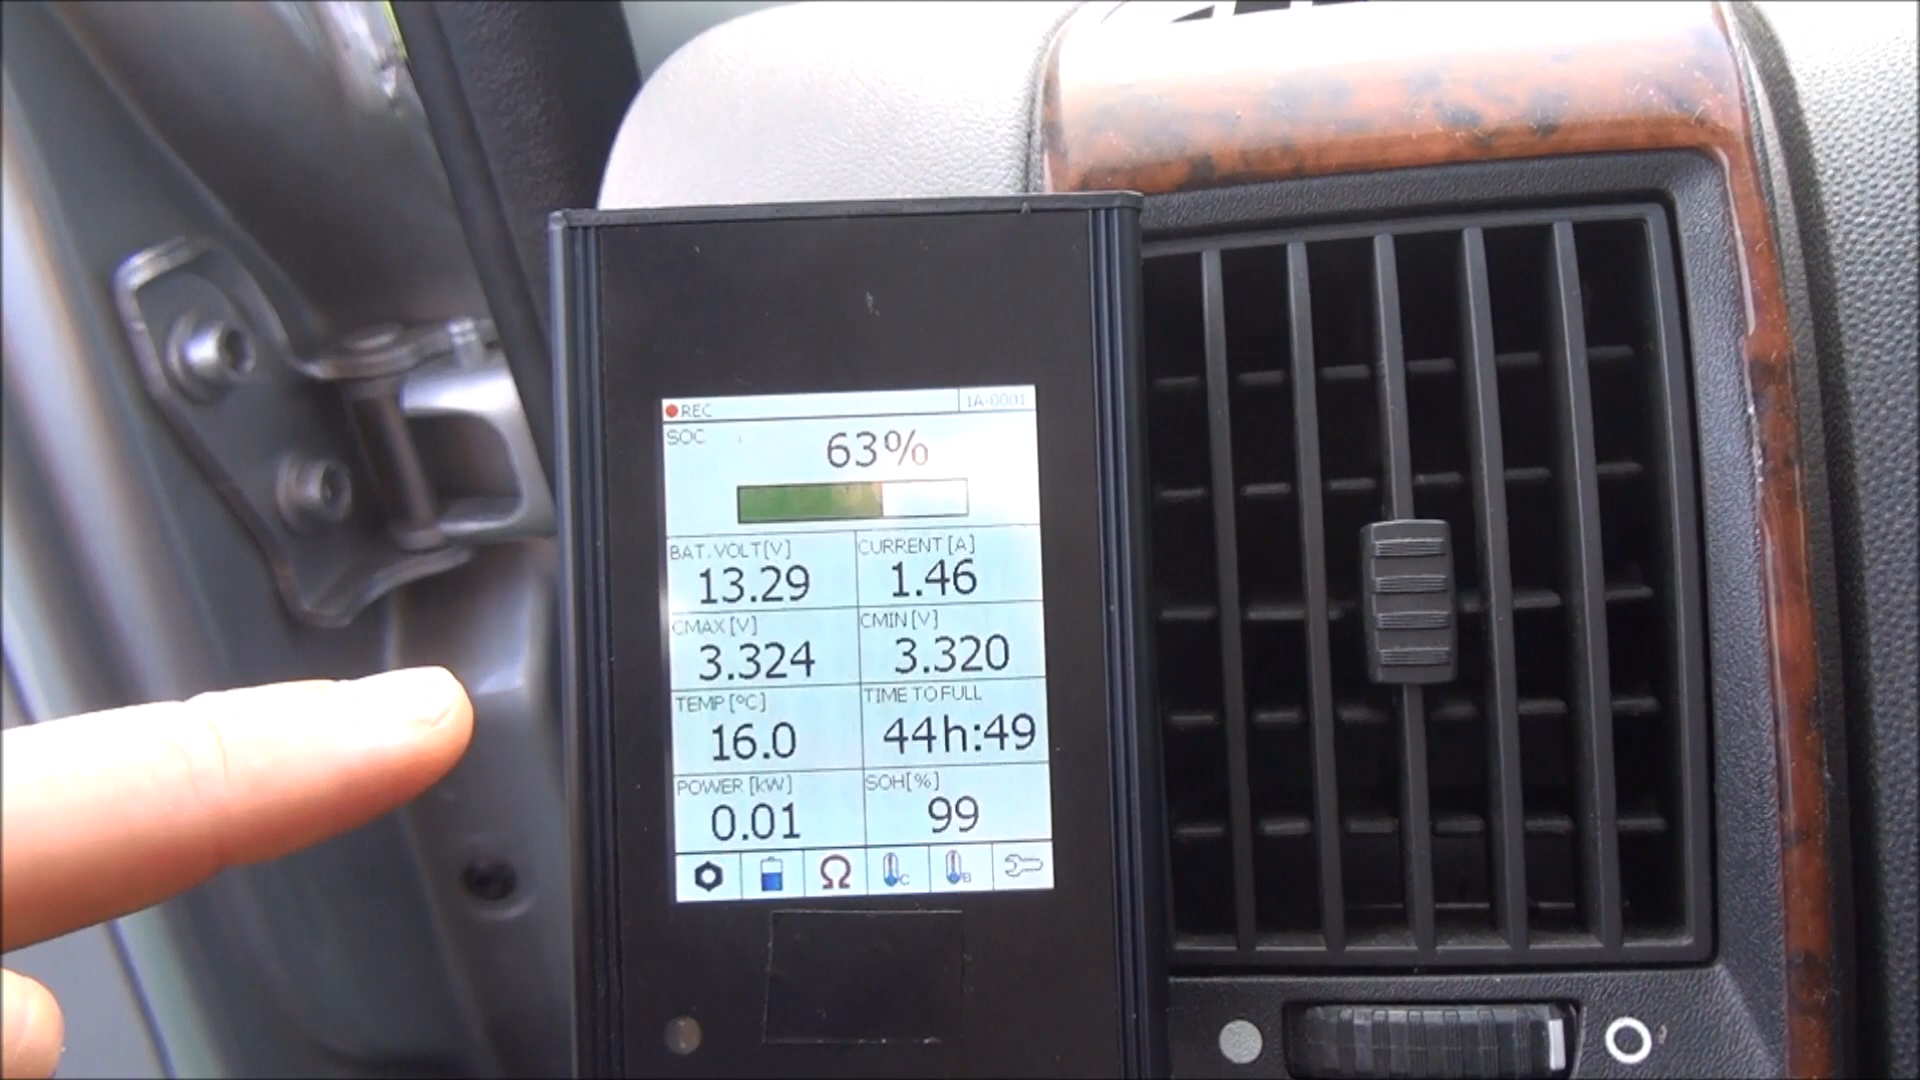 REC 1A-0001
SOC
63%
BAT.VOLT[V] CURRENT [A]
13.29 1.46
CMAX [V] CMIN [V]
3.324 3.320
TEMP [°C] TIME TO FULL
16.0 44h:49
POWER [kW] SOH[%]
0.01 99
Ω C B